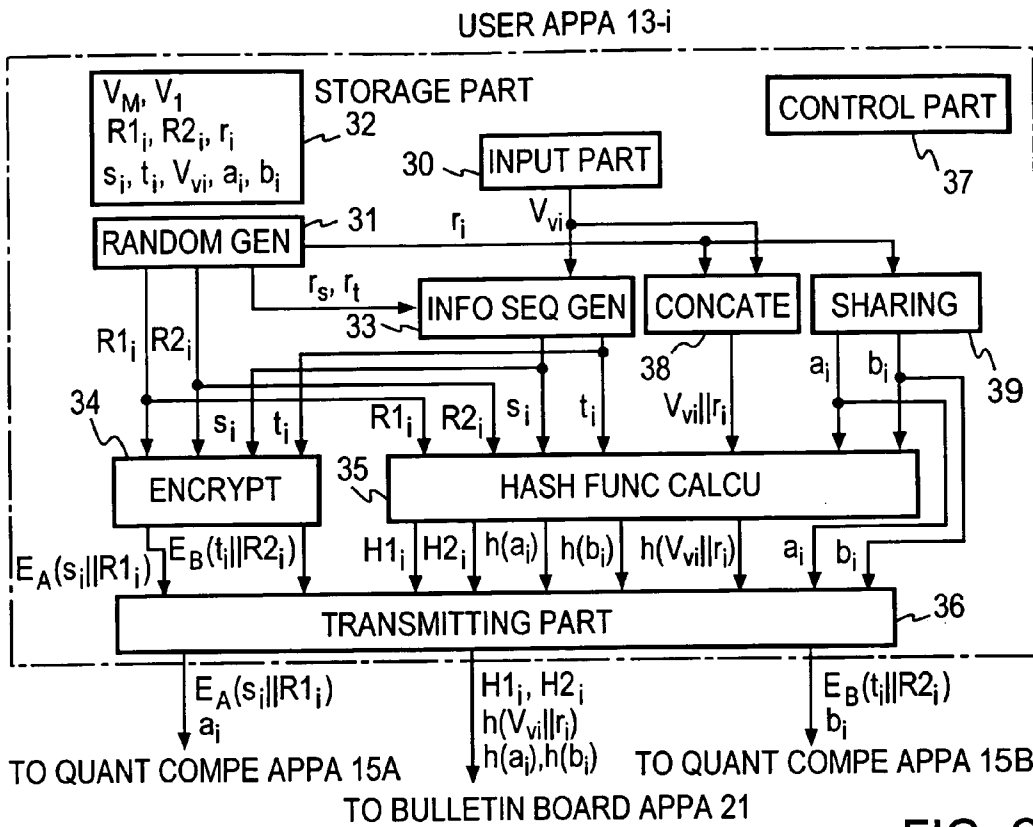 USER APPA 13-i
V_M, V_1
R1_i, R2_i, r_i
s_i, t_i, V_vi, a_i, b_i
STORAGE PART
32
CONTROL PART
37
30
INPUT PART
V_vi
31
RANDOM GEN
r_i
r_s, r_t
INFO SEQ GEN
33
CONCATE
38
SHARING
39
R1_i
R2_i
a_i
b_i
34
s_i
t_i
R1_i
R2_i
s_i
t_i
V_vi||r_i
ENCRYPT
35
HASH FUNC CALCU
E_A(s_i||R1_i)
E_B(t_i||R2_i)
H1_i
H2_i
h(a_i)
h(b_i)
h(V_vi||r_i)
a_i
b_i
TRANSMITTING PART
36
E_A(s_i||R1_i)
a_i
H1_i, H2_i
h(V_vi||r_i)
h(a_i),h(b_i)
E_B(t_i||R2_i)
b_i
TO QUANT COMPE APPA 15A
TO QUANT COMPE APPA 15B
TO BULLETIN BOARD APPA 21